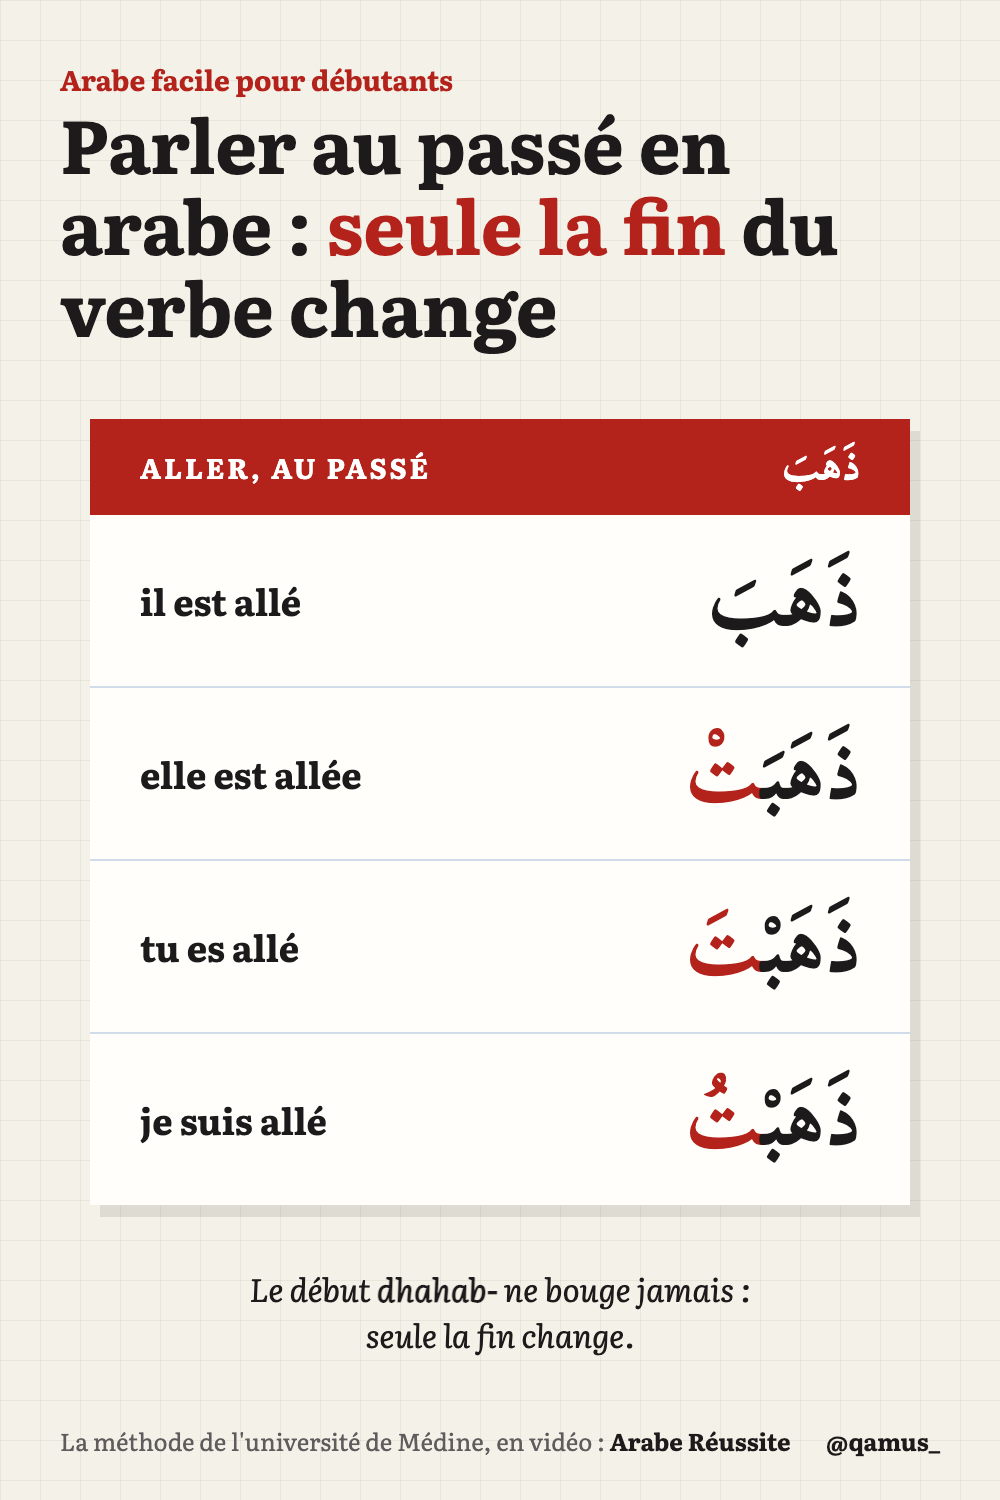 Arabe facile pour débutants
Parler au passé en
arabe : seule la fin du
verbe change
ALLER, AU PASSÉ ذَهَبَ
il est allé ذَهَبَ
elle est allée ذَهَبَتْ
tu es allé ذَهَبْتَ
je suis allé ذَهَبْتُ
Le début dhahab- ne bouge jamais :
seule la fin change.
La méthode de l'université de Médine, en vidéo : Arabe Réussite @qamus_